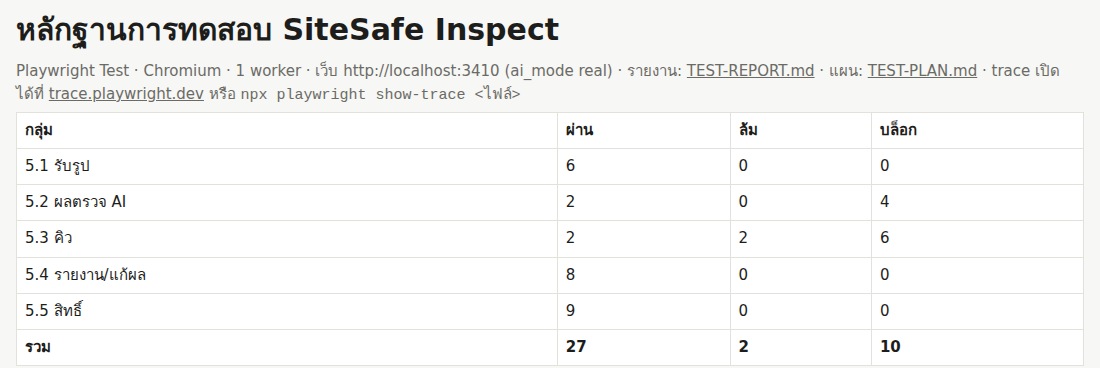 หลักฐานการทดสอบ SiteSafe Inspect
Playwright Test · Chromium · 1 worker · เว็บ http://localhost:3410 (ai_mode real) · รายงาน: TEST-REPORT.md · แผน: TEST-PLAN.md · trace เปิด
ได้ที่ trace.playwright.dev หรือ npx playwright show-trace <ไฟล์>
กลุ่ม ผ่าน ล้ม บล็อก
5.1 รับรูป 6 0 0
5.2 ผลตรวจ AI 2 0 4
5.3 คิว 2 2 6
5.4 รายงาน/แก้ผล 8 0 0
5.5 สิทธิ์ 9 0 0
รวม 27 2 10